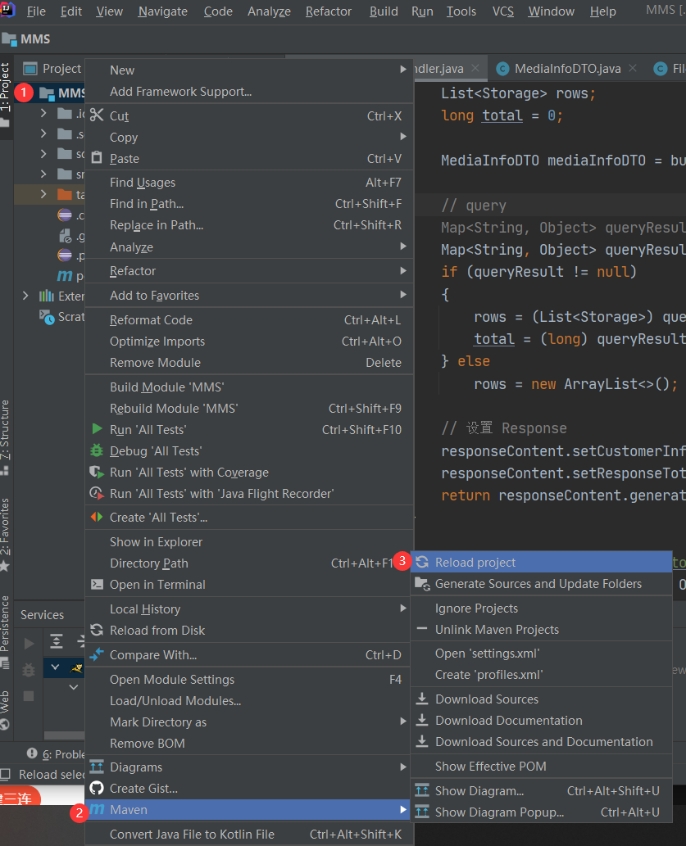 File Edit View Navigate Code Analyze Refactor Build Run Tools VCS Window Help MMS [
MMS
Project
ndler.java MediaInfoDTO.java Fil
1: Project
1 MMS
.s
so
sr
ta
.c
.g
.p
m p
Exter
Scrat
New
Add Framework Support...
Cut Ctrl+X
Copy
Paste Ctrl+V
Find Usages Alt+F7
Find in Path... Ctrl+Shift+F
Replace in Path... Ctrl+Shift+R
Analyze
Refactor
Add to Favorites
Reformat Code Ctrl+Alt+L
Optimize Imports Ctrl+Alt+O
Remove Module Delete
Build Module 'MMS'
Rebuild Module 'MMS' Ctrl+Shift+F9
Run 'All Tests' Ctrl+Shift+F10
Debug 'All Tests'
Run 'All Tests' with Coverage
Run 'All Tests' with 'Java Flight Recorder'
Create 'All Tests'...
Show in Explorer
Directory Path Ctrl+Alt+F1
Open in Terminal
Local History
Reload from Disk
Compare With... Ctrl+D
Open Module Settings F4
Load/Unload Modules...
Mark Directory as
Remove BOM
Diagrams
Create Gist...
2 m Maven
Convert Java File to Kotlin File Ctrl+Alt+Shift+K
List<Storage> rows;
long total = 0;
MediaInfoDTO mediaInfoDTO = bu
// query
Map<String, Object> queryResul
Map<String, Object> queryResul
if (queryResult != null)
{
rows = (List<Storage>) que
total = (long) queryResult
} else
rows = new ArrayList<>();
// 设置 Response
responseContent.setCustomerInf
responseContent.setResponseTot
return responseContent.generat
3 Reload project
Generate Sources and Update Folders
Ignore Projects
Unlink Maven Projects
Open 'settings.xml'
Create 'profiles.xml'
Download Sources
Download Documentation
Download Sources and Documentation
Show Effective POM
Show Diagram... Ctrl+Alt+Shift+U
Show Diagram Popup... Ctrl+Alt+U
Z: Structure
2: Favorites
Persistence
Web
Services
6: Proble
Reload selec
三连